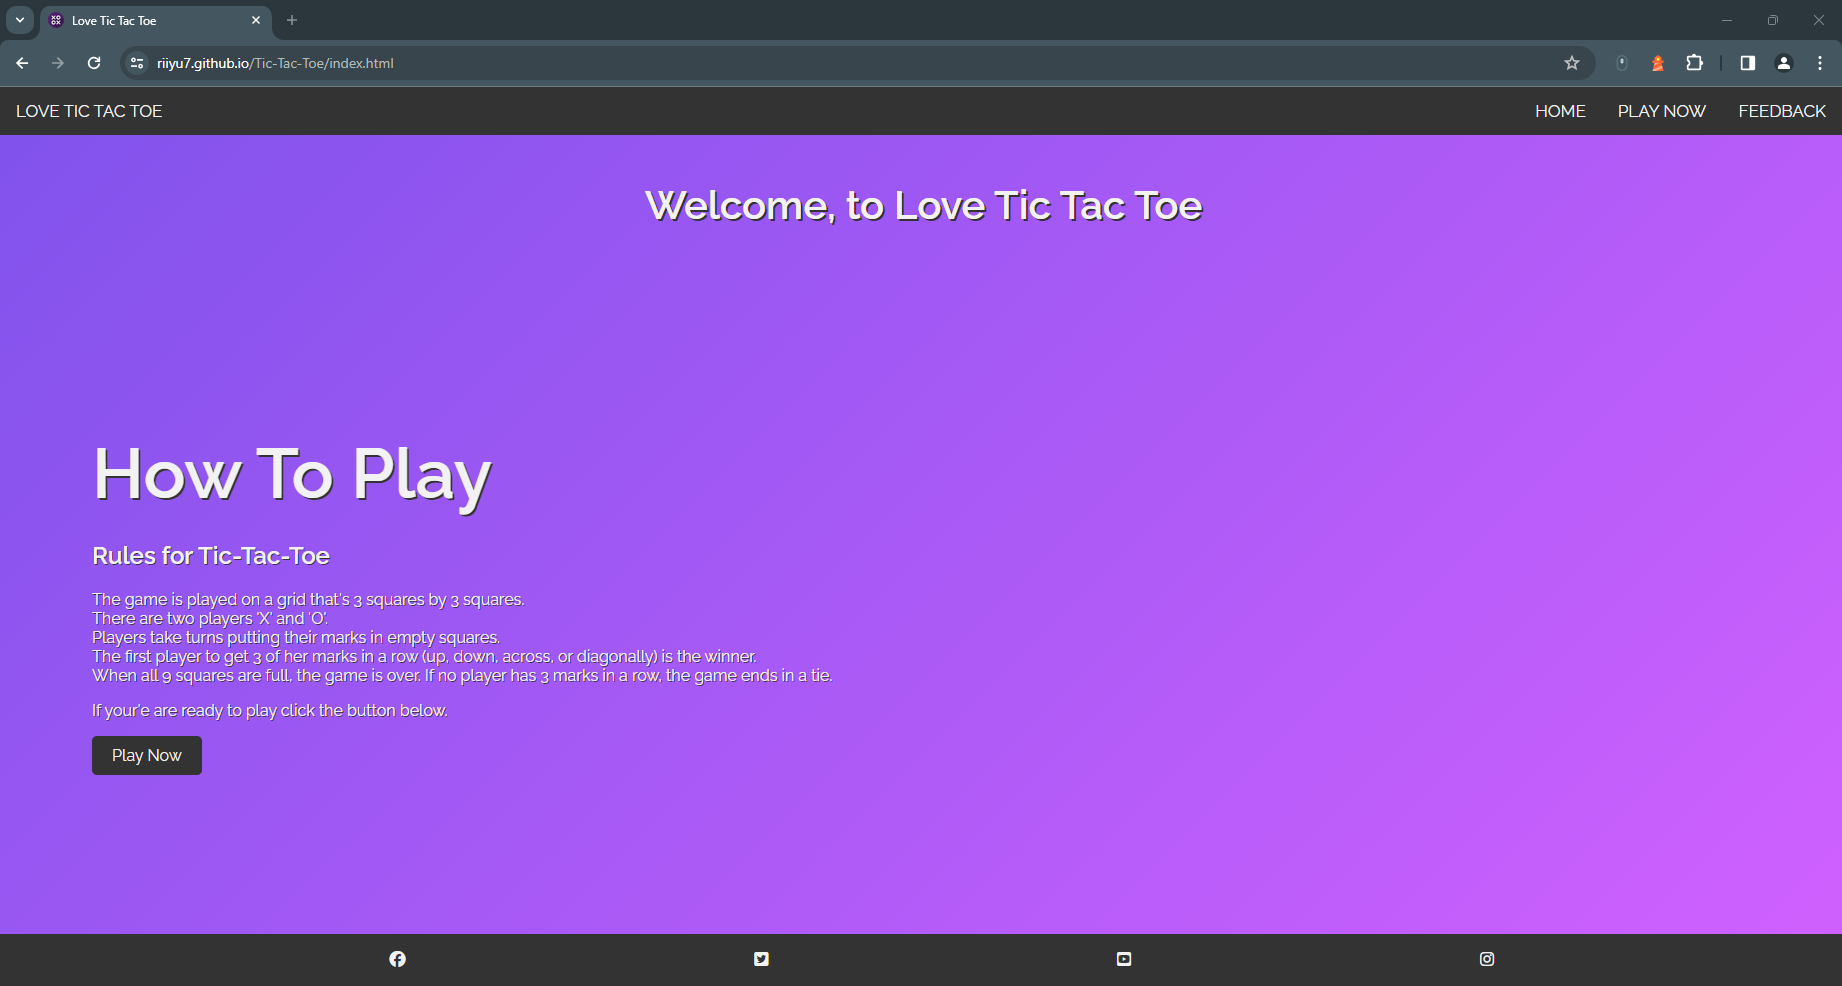 Love Tic Tac Toe
riiyu7.github.io/Tic-Tac-Toe/index.html
LOVE TIC TAC TOE HOME PLAY NOW FEEDBACK
Welcome, to Love Tic Tac Toe
How To Play
Rules for Tic-Tac-Toe
The game is played on a grid that's 3 squares by 3 squares.
There are two players 'X' and 'O'.
Players take turns putting their marks in empty squares.
The first player to get 3 of her marks in a row (up, down, across, or diagonally) is the winner.
When all 9 squares are full, the game is over. If no player has 3 marks in a row, the game ends in a tie.
If your'e are ready to play click the button below.
Play Now